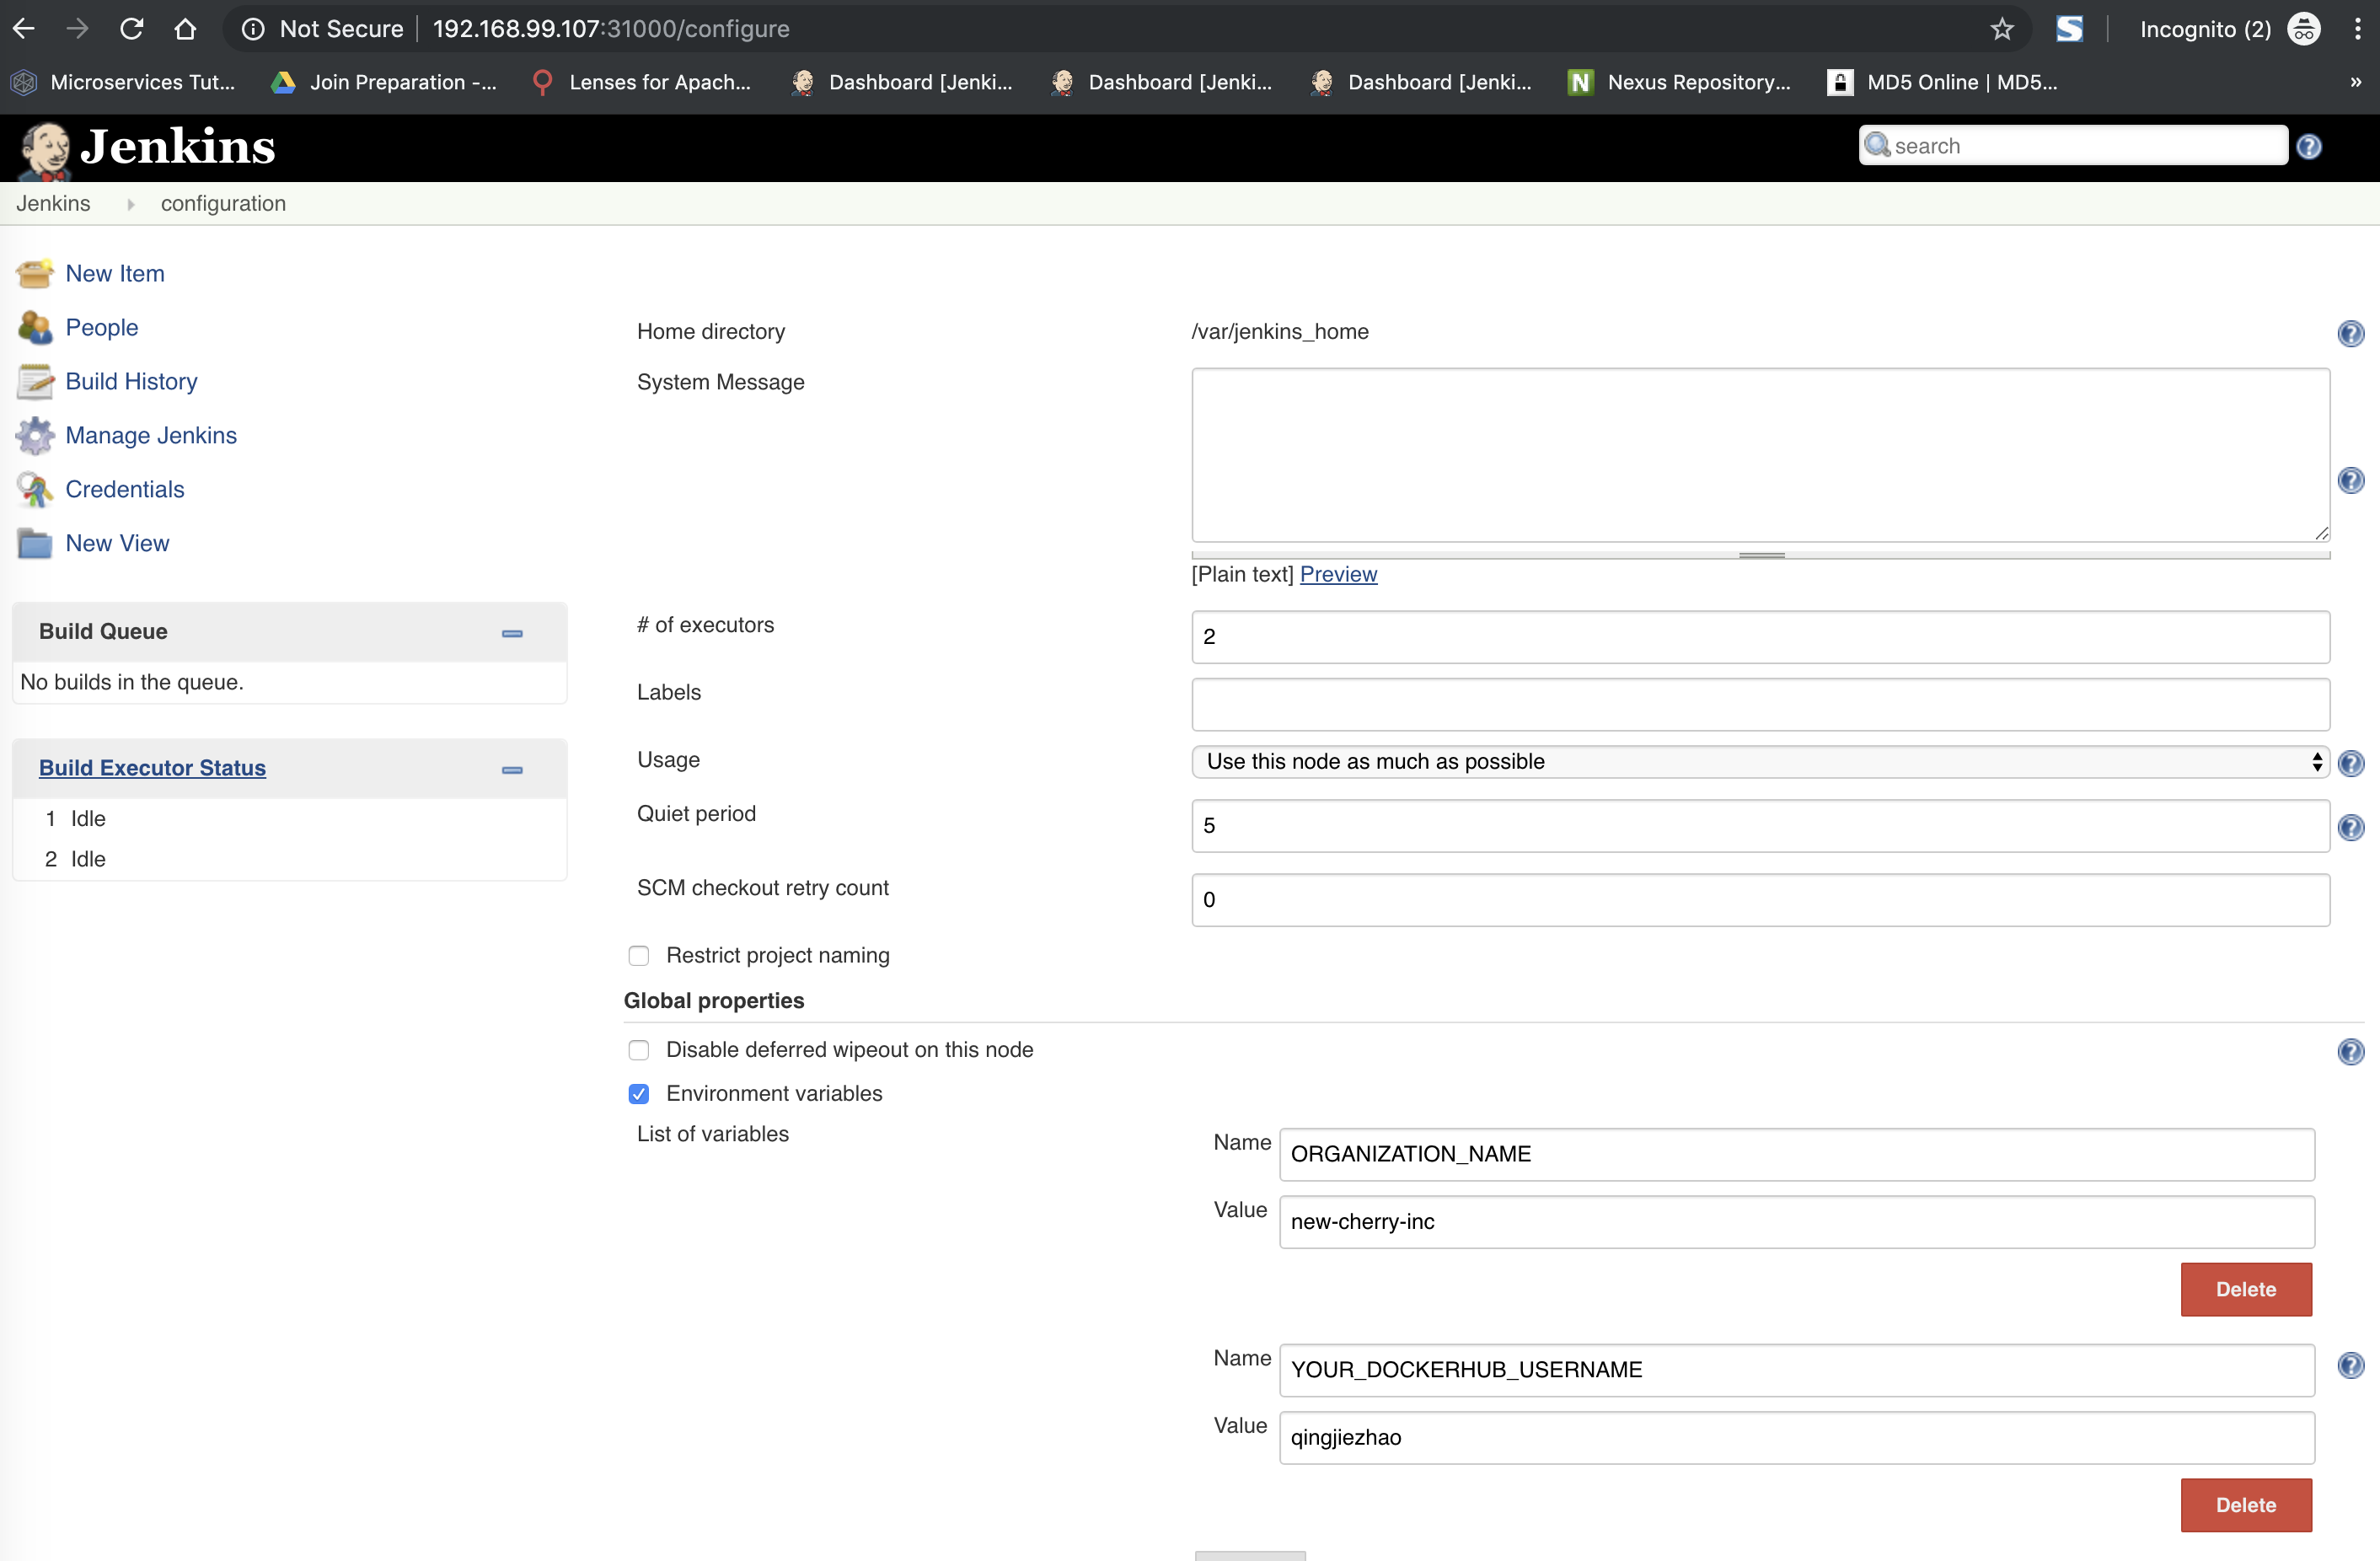 Not Secure 192.168.99.107:31000/configure Incognito (2)
Microservices Tut... Join Preparation -... Lenses for Apach... Dashboard [Jenki... Dashboard [Jenki... Dashboard [Jenki... N Nexus Repository... MD5 Online | MD5... »
Jenkins search
Jenkins configuration
New Item
People
Build History
Manage Jenkins
Credentials
New View
Build Queue
No builds in the queue.
Build Executor Status
1 Idle
2 Idle
Home directory /var/jenkins_home
System Message
[Plain text] Preview
# of executors 2
Labels
Usage Use this node as much as possible
Quiet period 5
SCM checkout retry count 0
Restrict project naming
Global properties
Disable deferred wipeout on this node
Environment variables
List of variables
Name ORGANIZATION_NAME
Value new-cherry-inc
Delete
Name YOUR_DOCKERHUB_USERNAME
Value qingjiezhao
Delete